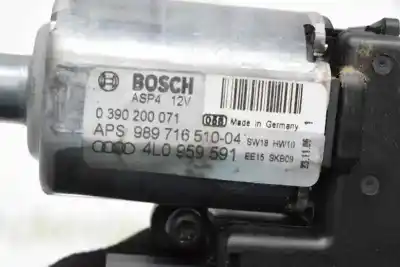 BOSCH
ASP4 12V
0 390 200 071 Made in Germany
APS 989 716 510-04 SW18 HW10
4L0 959 591 EE15 SKB09